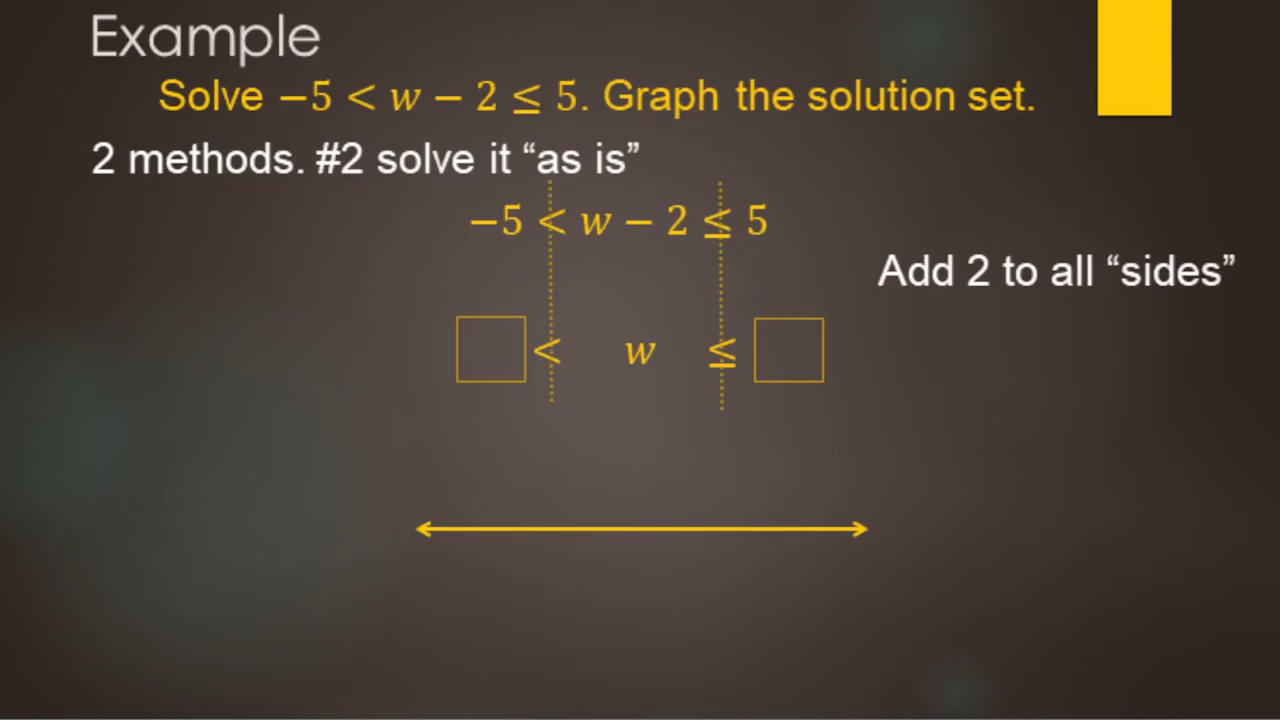 Example
Solve −5 < w − 2 ≤ 5. Graph the solution set.
2 methods. #2 solve it “as is”
−5 < w − 2 ≤ 5
Add 2 to all “sides”
< w ≤